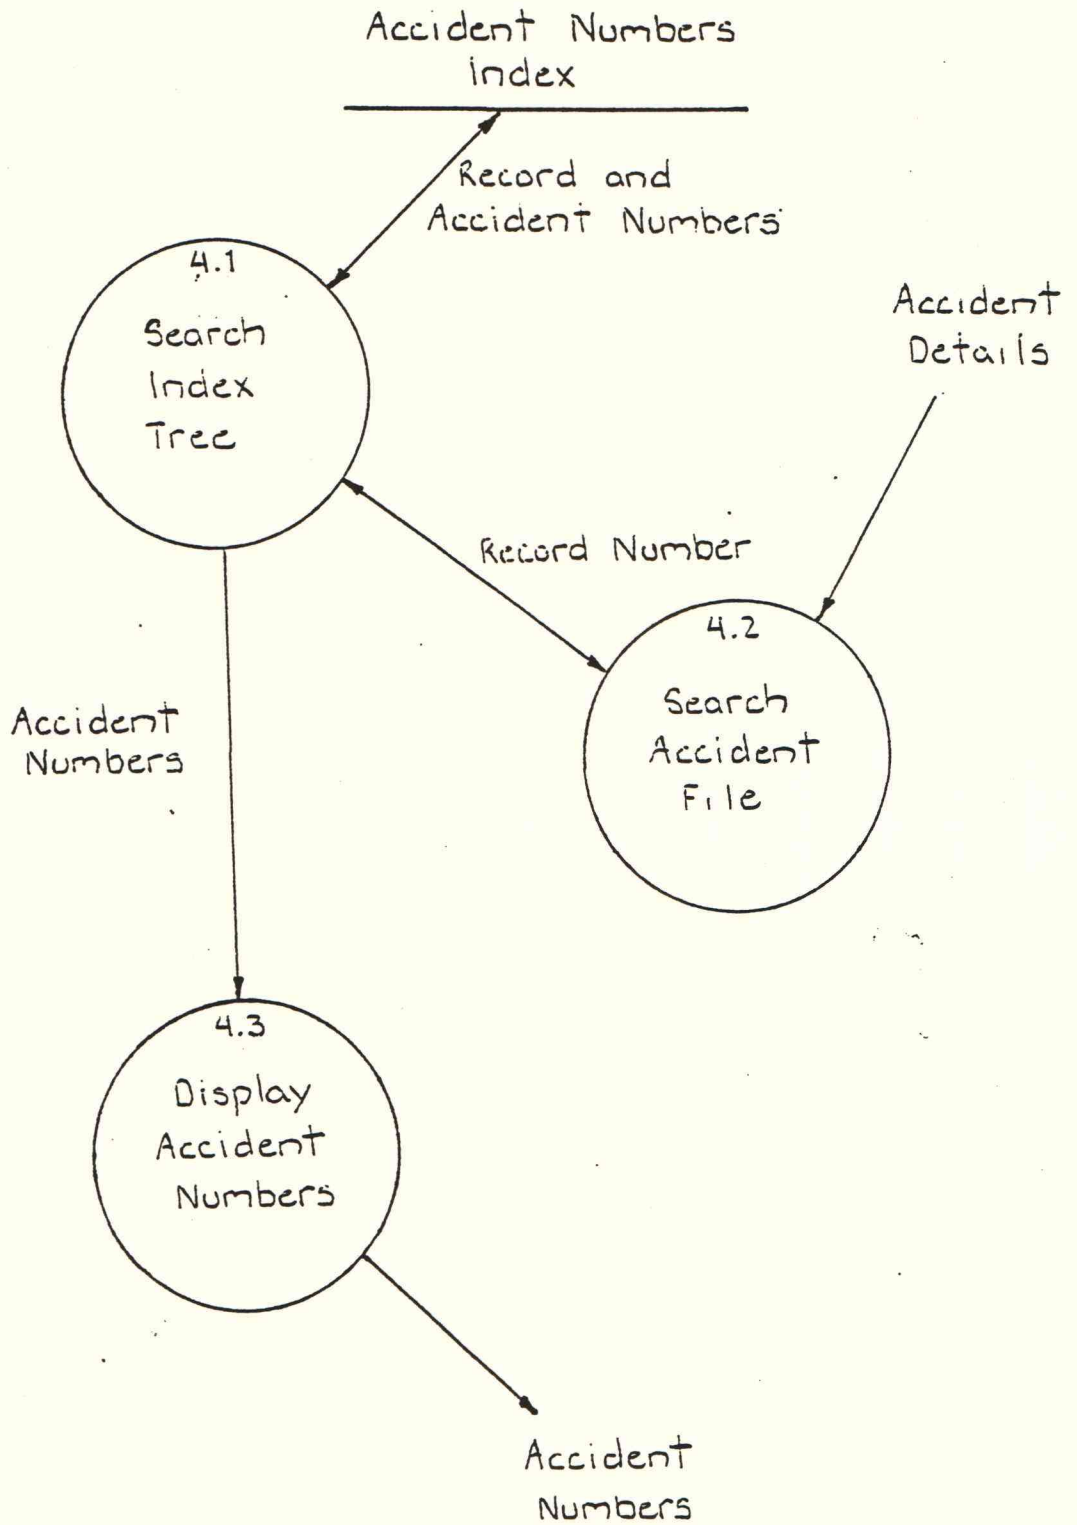 Accident Numbers
Index
Record and
Accident Numbers
4.1
Search
Index
Tree
Accident
Details
Record Number
4.2
Search
Accident
File
Accident
Numbers
4.3
Display
Accident
Numbers
Accident
Numbers